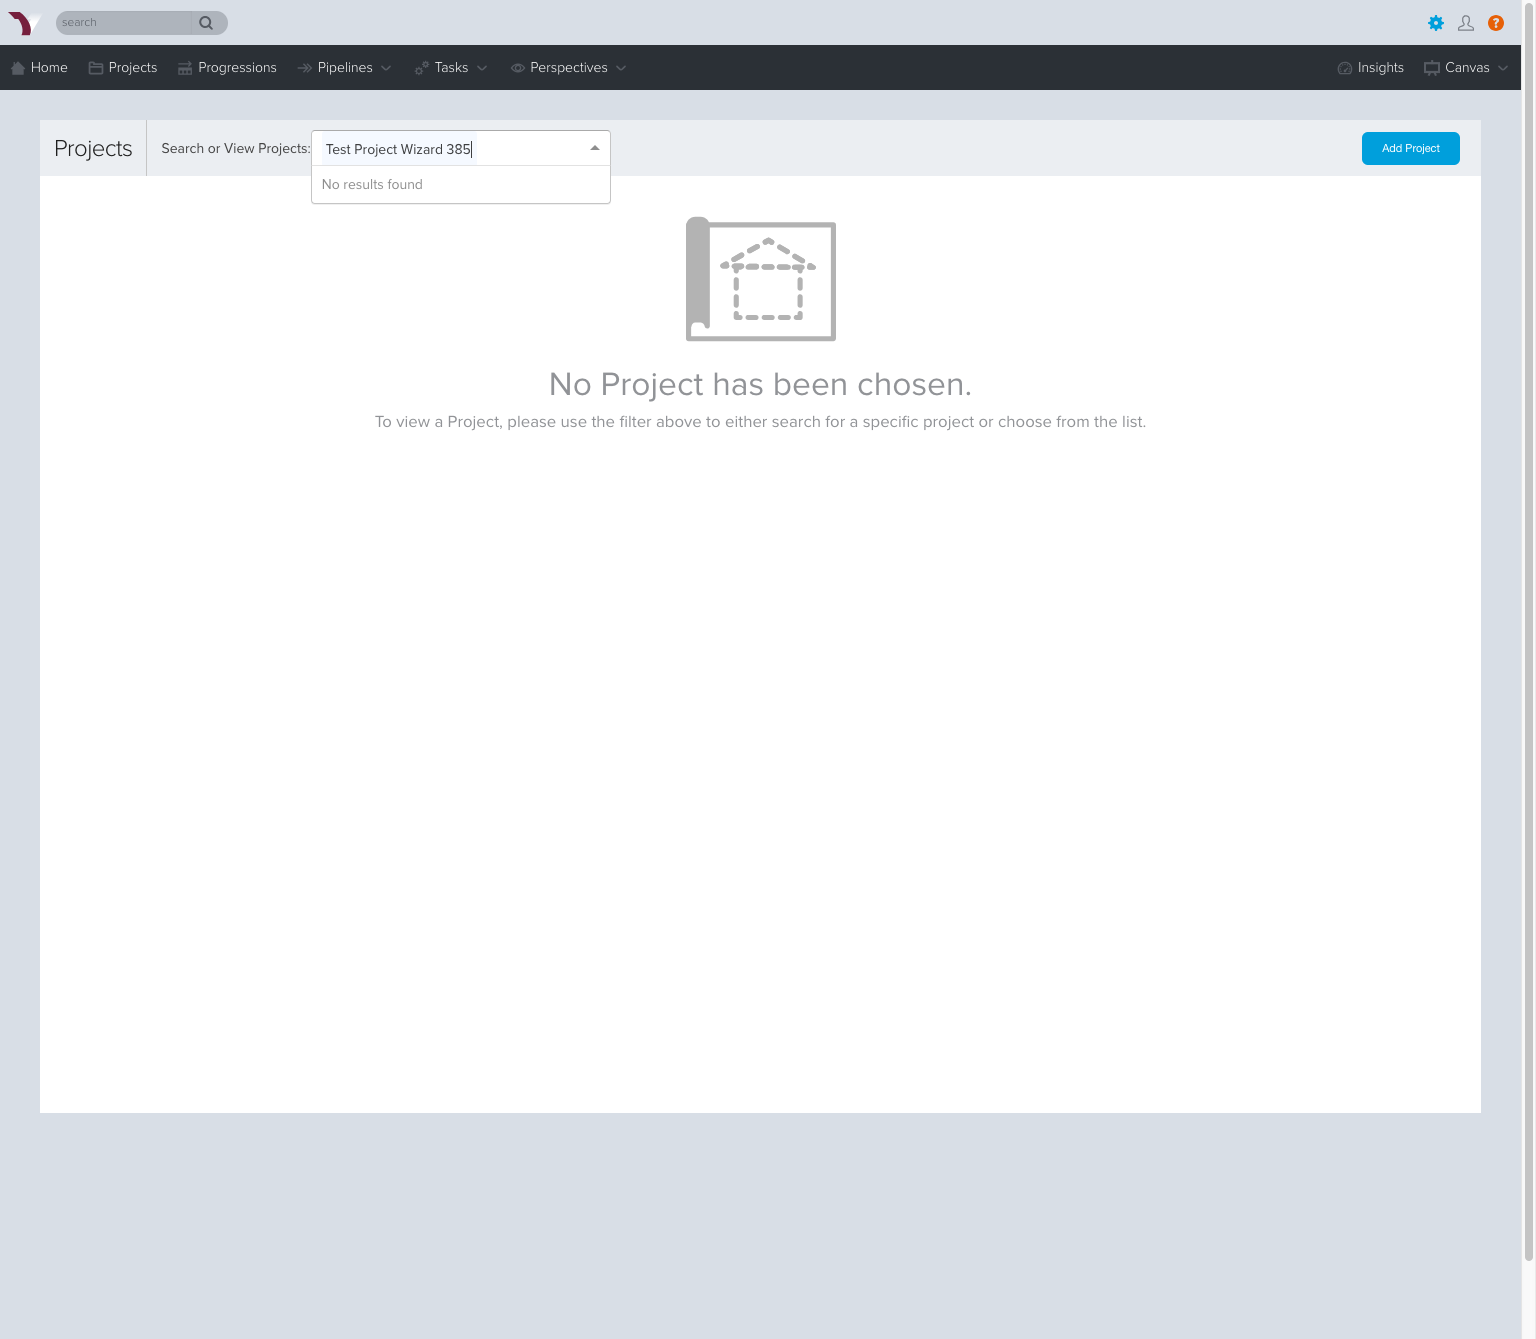 search
Home
Projects
Progressions
Pipelines
Tasks
Perspectives
Insights
Canvas
Projects
Search or View Projects:
Test Project Wizard 385
Add Project
No results found
No Project has been chosen.
To view a Project, please use the filter above to either search for a specific project or choose from the list.